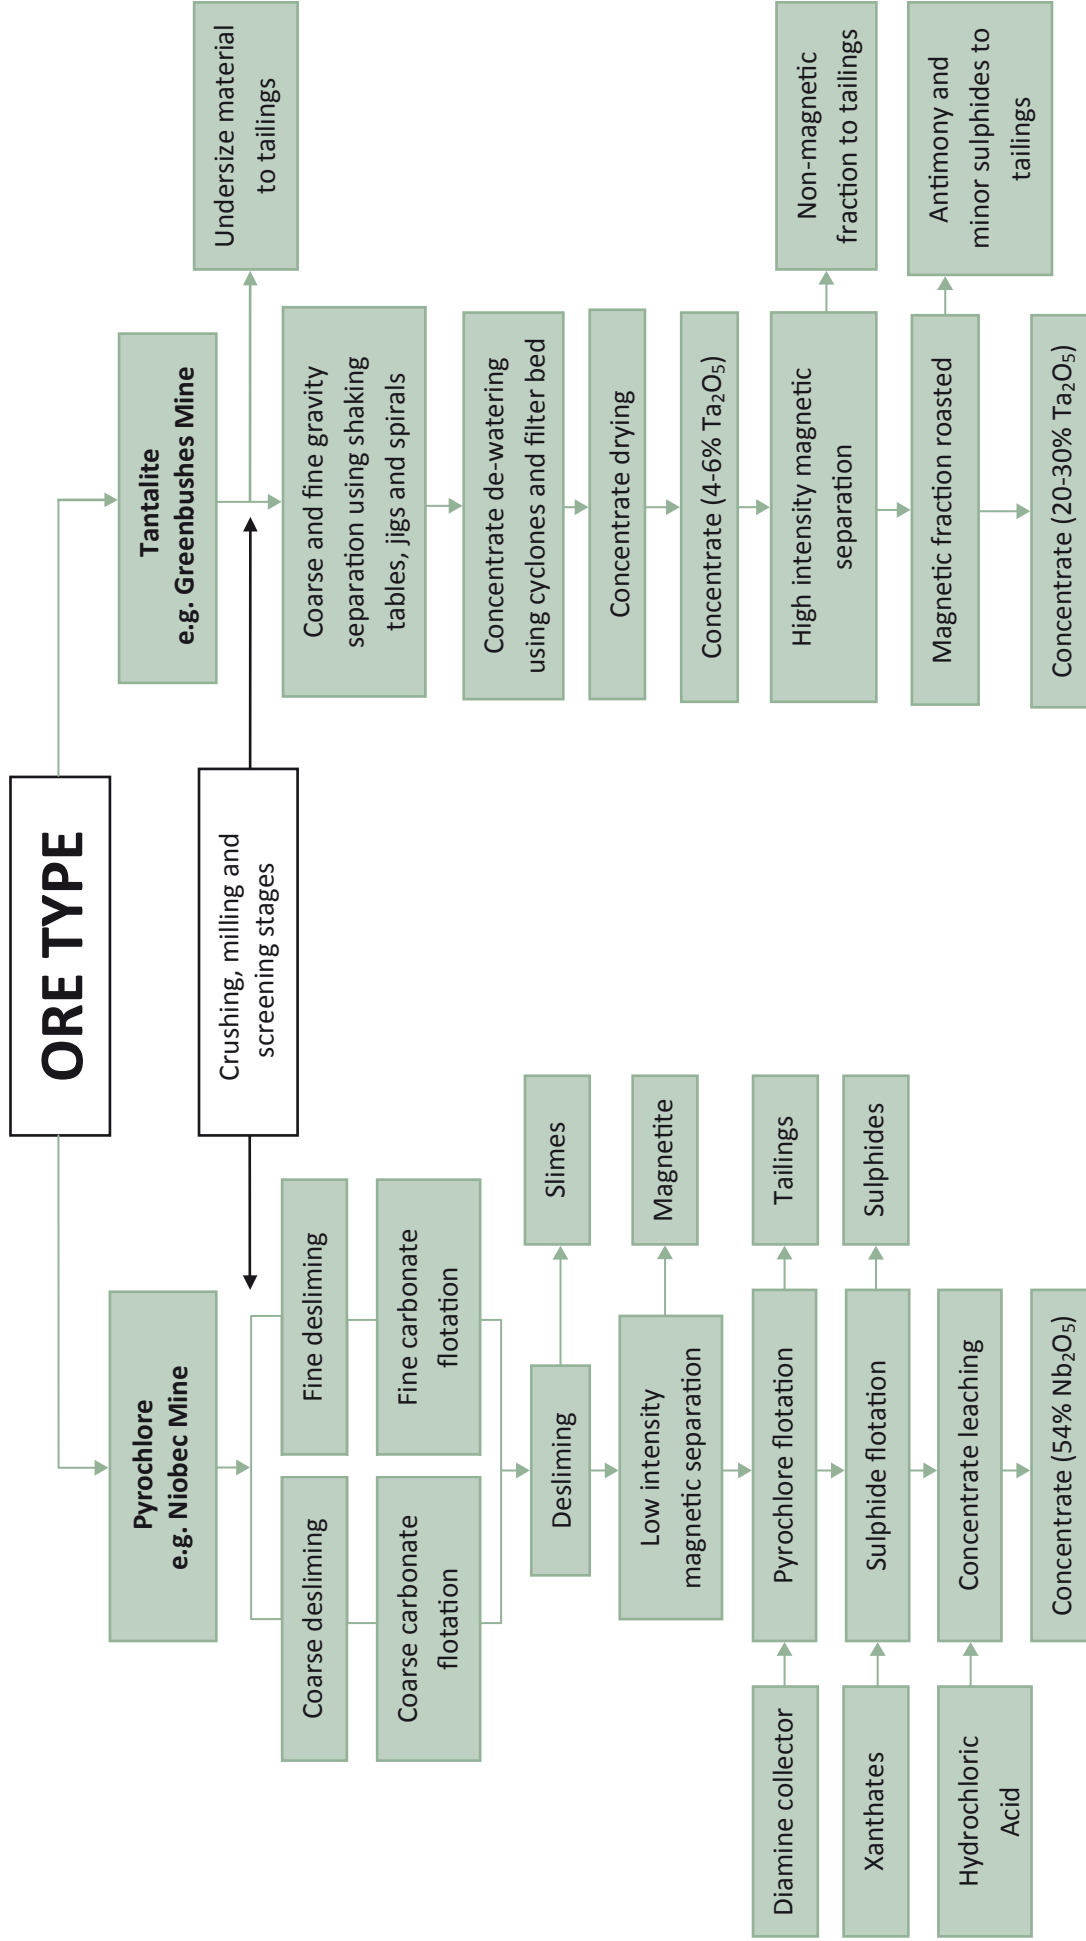 ORE TYPE
Crushing, milling and
screening stages
Pyrochlore
e.g. Niobec Mine
Coarse desliming
Fine desliming
Coarse carbonate
flotation
Fine carbonate
flotation
Desliming
Slimes
Low intensity
magnetic separation
Magnetite
Diamine collector
Pyrochlore flotation
Tailings
Xanthates
Sulphide flotation
Sulphides
Hydrochloric
Acid
Concentrate leaching
Concentrate (54% Nb₂O₅)
Tantalite
e.g. Greenbushes Mine
Undersize material
to tailings
Coarse and fine gravity
separation using shaking
tables, jigs and spirals
Concentrate de-watering
using cyclones and filter bed
Concentrate drying
Concentrate (4-6% Ta₂O₅)
High intensity magnetic
separation
Non-magnetic
fraction to tailings
Magnetic fraction roasted
Antimony and
minor sulphides to
tailings
Concentrate (20-30% Ta₂O₅)